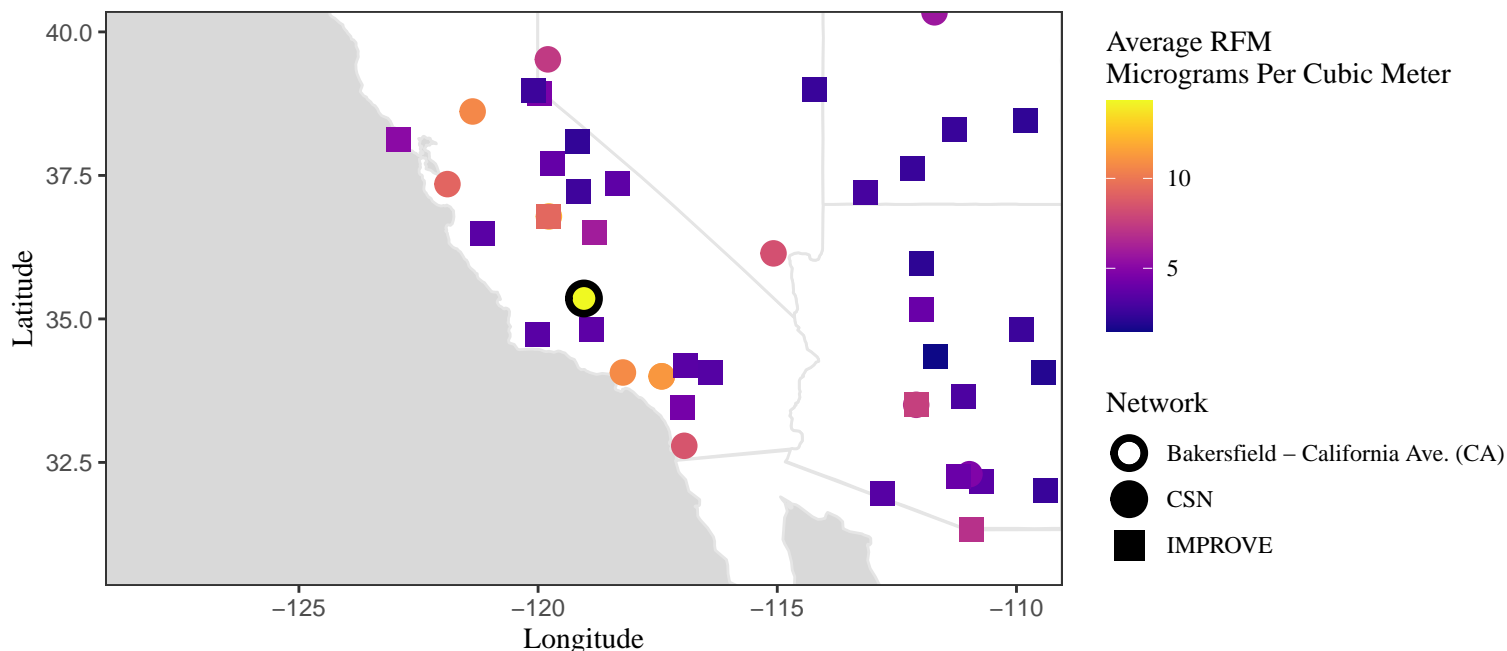 40.0
37.5
35.0
32.5
Latitude
−125
−120
−115
−110
Longitude
Average RFM
Micrograms Per Cubic Meter
10
5
Network
Bakersfield – California Ave. (CA)
CSN
IMPROVE